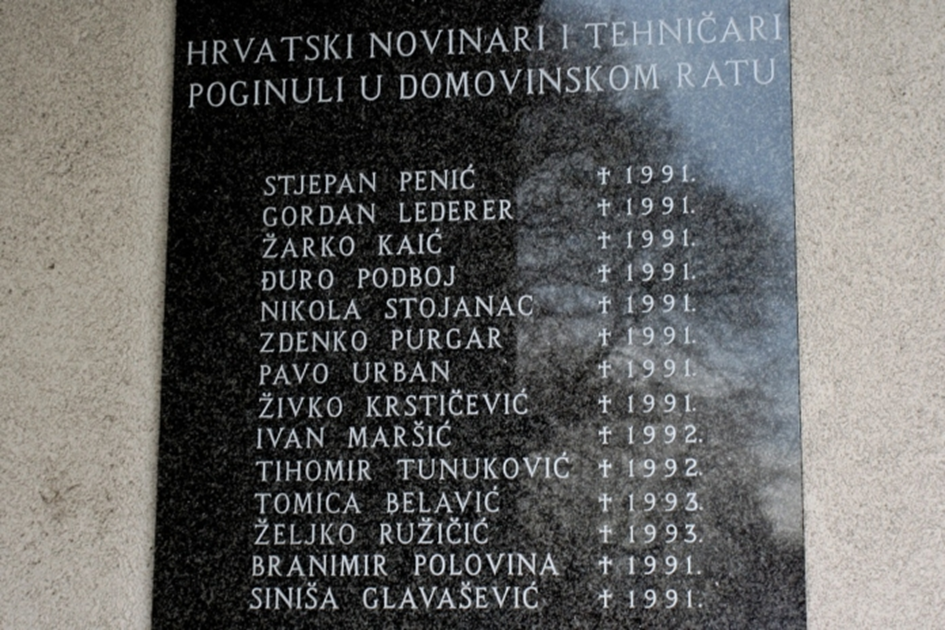 HRVATSKI NOVINARI I TEHNIČARI
POGINULI U DOMOVINSKOM RATU
STJEPAN PENIĆ † 1991.
GORDAN LEDERER † 1991.
ŽARKO KAIĆ † 1991.
ĐURO PODBOJ † 1991.
NIKOLA STOJANAC † 1991.
ZDENKO PURGAR † 1991.
PAVO URBAN † 1991.
ŽIVKO KRSTIČEVIĆ † 1991.
IVAN MARŠIĆ † 1992.
TIHOMIR TUNUKOVIĆ † 1992.
TOMICA BELAVIĆ † 1993.
ŽELJKO RUŽIČIĆ † 1993.
BRANIMIR POLOVINA † 1991.
SINIŠA GLAVAŠEVIĆ † 1991.